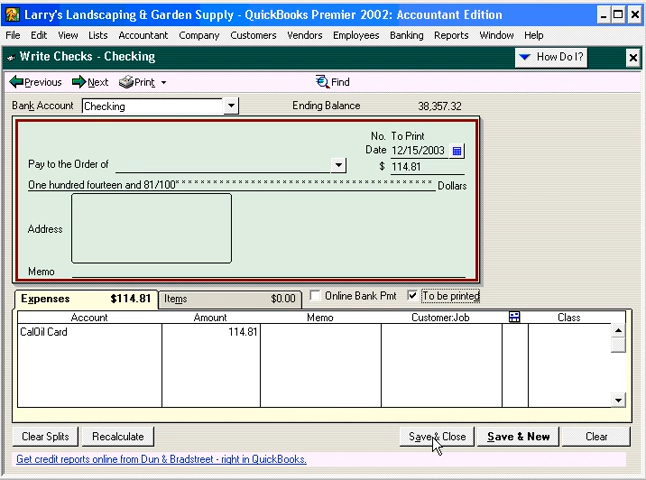 Larry's Landscaping & Garden Supply - QuickBooks Premier 2002: Accountant Edition
File Edit View Lists Accountant Company Customers Vendors Employees Banking Reports Window Help
Write Checks - Checking
How Do I?
Previous Next Print Find
Bank Account Checking Ending Balance 38,357.32
No. To Print
Date 12/15/2003
Pay to the Order of $ 114.81
One hundred fourteen and 81/100* * * * * * * * * * * * * * * * * * * * * * * * * * * * * * * * * * * * * * * * * * Dollars
Address
Memo
Expenses $114.81 Items $0.00 Online Bank Pmt To be printed
Account Amount Memo Customer:Job Class
CalOil Card 114.81
Clear Splits Recalculate Save & Close Save & New Clear
Get credit reports online from Dun & Bradstreet - right in QuickBooks.